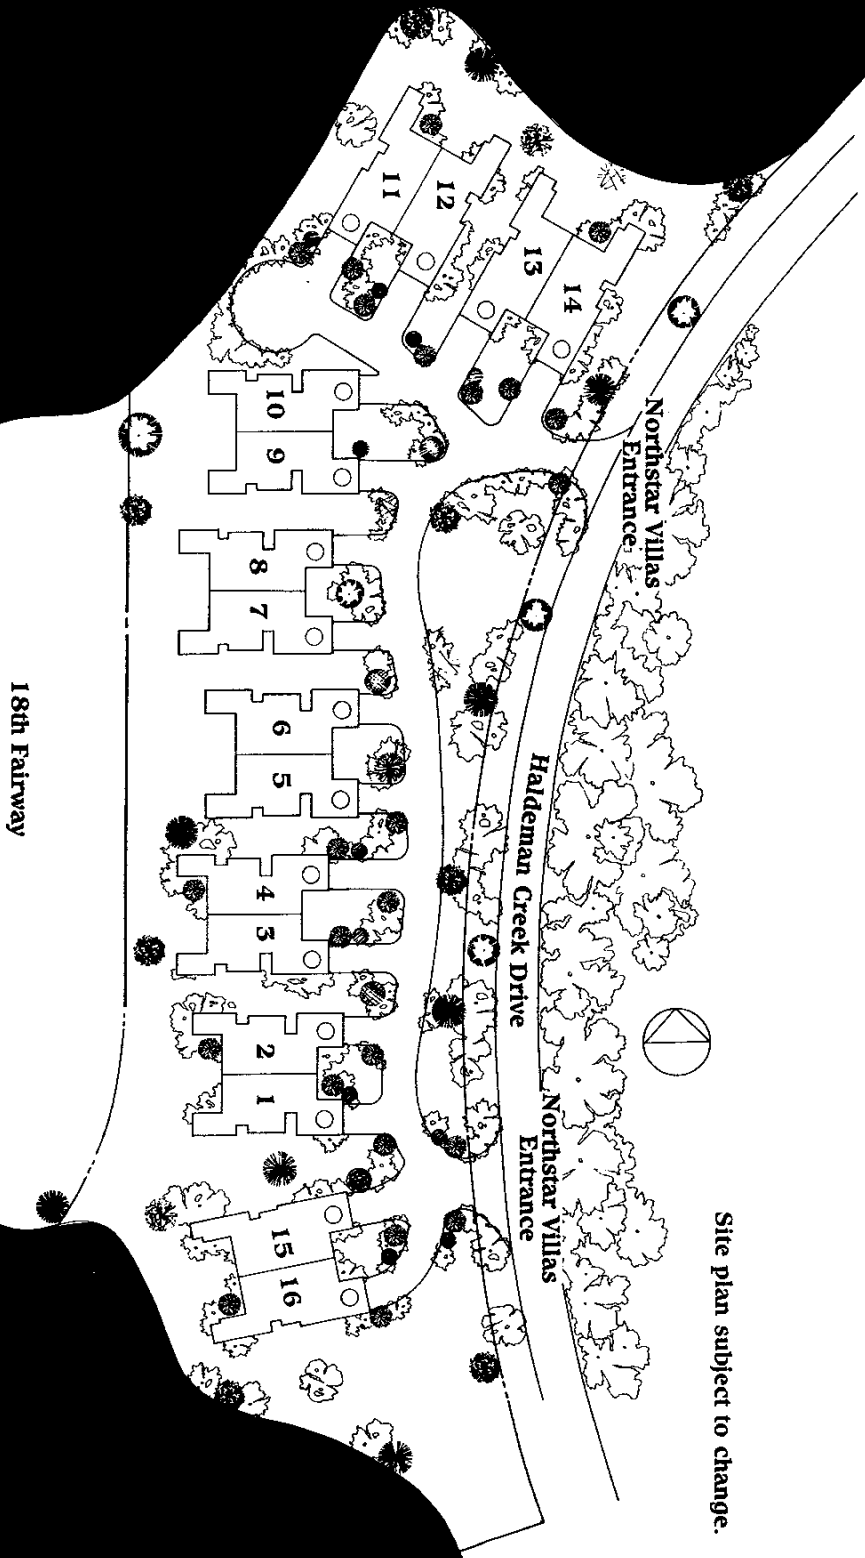 11
12
13
14
10
9
8
7
6
5
4
3
2
1
15
16
Northstar Villas
Entrance
Haldeman Creek Drive
Northstar Villas
Entrance
18th Fairway
Site plan subject to change.